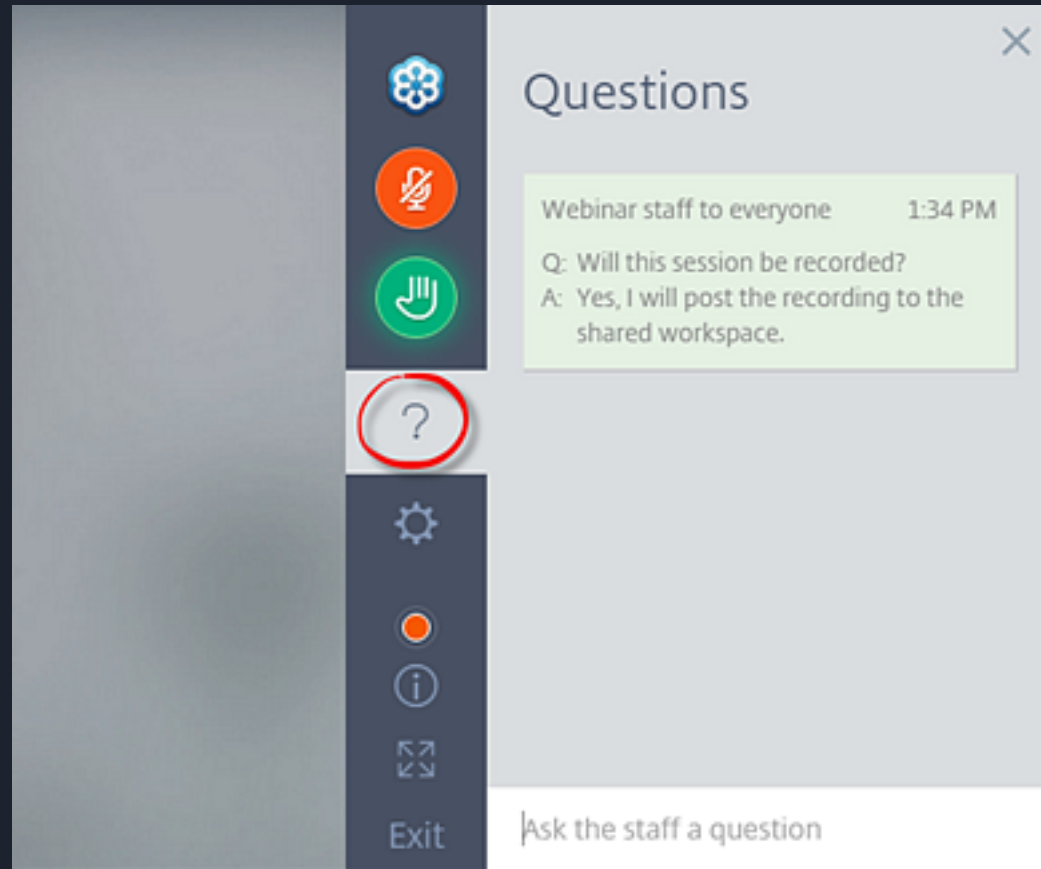 Questions
Webinar staff to everyone 1:34 PM
Q: Will this session be recorded?
A: Yes, I will post the recording to the
shared workspace.
?
Exit
Ask the staff a question